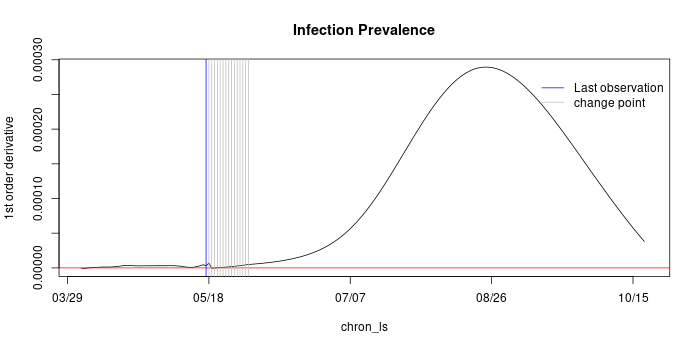 Infection Prevalence
1st order derivative
0.00030
0.00020
0.00010
0.00000
Last observation
change point
03/29 05/18 07/07 08/26 10/15
chron_ls